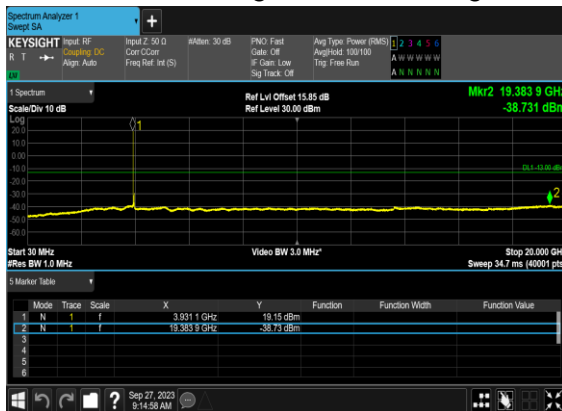 Spectrum Analyzer 1
Swept SA
+
KEYSIGHT Input: RF Input Z: 50 Ω #Atten: 30 dB PNO: Fast Avg Type: Power (RMS) 1 2 3 4 5 6
R T Coupling: DC Corr CCorr Gate: Off Avg|Hold: 100/100 A W W W W W
Align: Auto Freq Ref: Int (S) IF Gain: Low Trig: Free Run
Sig Track: Off A N N N N N
1 Spectrum
Ref Lvl Offset 15.85 dB Mkr2 19.383 9 GHz
Scale/Div 10 dB Ref Level 30.00 dBm -38.731 dBm
Log
20.0
10.0
0.00
-10.0
-20.0
-30.0
-40.0
-50.0
-60.0
1
DL1 -13.00 dBm
2
Start 30 MHz Video BW 3.0 MHz* Stop 20.000 GHz
#Res BW 1.0 MHz Sweep 34.7 ms (40001 pts)
5 Marker Table
Mode Trace Scale X Y Function Function Width Function Value
1 N 1 f 3.931 1 GHz 19.15 dBm
2 N 1 f 19.383 9 GHz -38.73 dBm
3
4
5
6
? Sep 27, 2023
9:14:58 AM